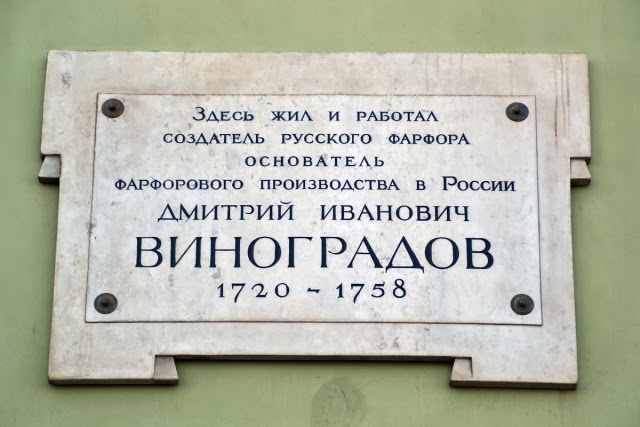 Здесь жил и работал
создатель русского фарфора
основатель
фарфорового производства в России
Дмитрий Иванович
Виноградов
1720 – 1758